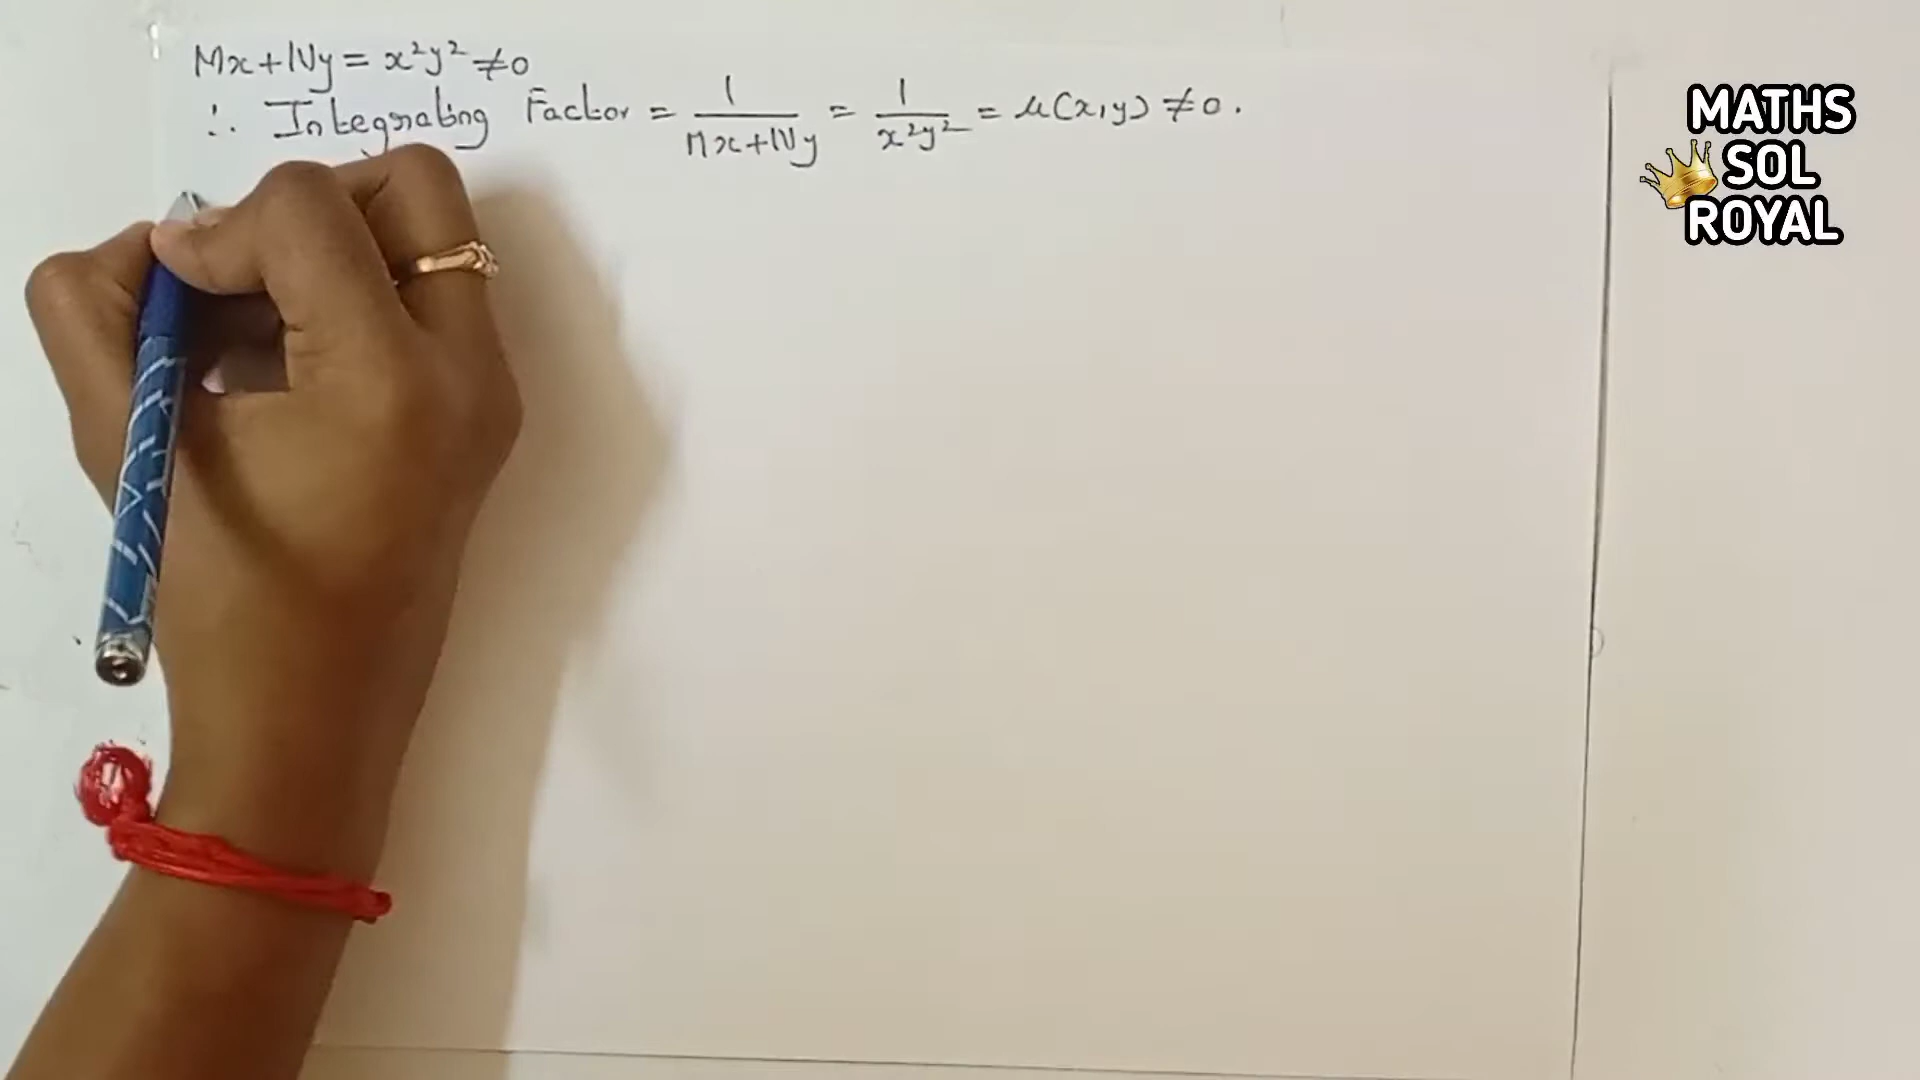 Mx+Ny = x²y² ≠0
∴ Integrating Factor = 1/(Mx+Ny) = 1/(x²y²) = μ(x,y) ≠0.
MATHS
SOL
ROYAL